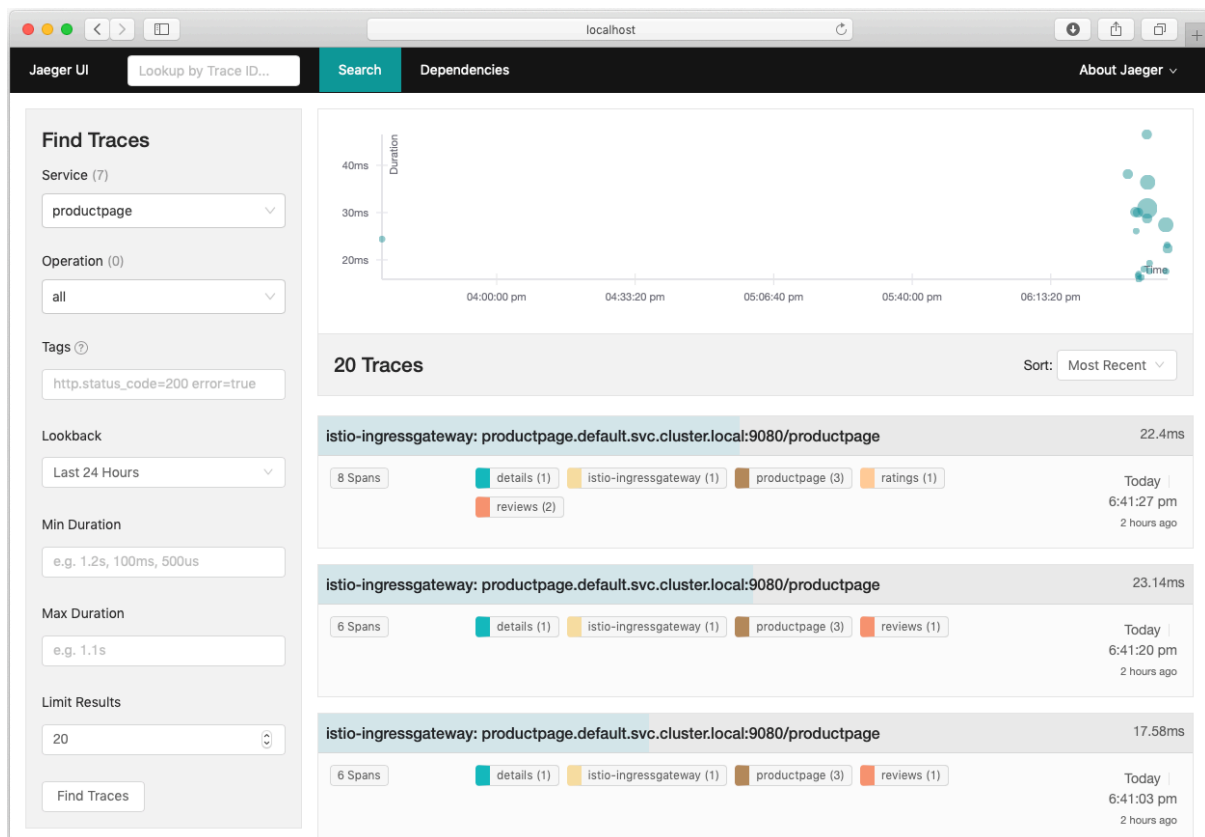 localhost
Jaeger UI
Lookup by Trace ID...
Search
Dependencies
About Jaeger
Find Traces
Service (7)
productpage
Operation (0)
all
Tags
http.status_code=200 error=true
Lookback
Last 24 Hours
Min Duration
e.g. 1.2s, 100ms, 500us
Max Duration
e.g. 1.1s
Limit Results
20
Find Traces
Duration
40ms
30ms
20ms
Time
04:00:00 pm
04:33:20 pm
05:06:40 pm
05:40:00 pm
06:13:20 pm
20 Traces
Sort:
Most Recent
istio-ingressgateway: productpage.default.svc.cluster.local:9080/productpage
22.4ms
8 Spans
details (1)
istio-ingressgateway (1)
productpage (3)
ratings (1)
reviews (2)
Today
6:41:27 pm
2 hours ago
istio-ingressgateway: productpage.default.svc.cluster.local:9080/productpage
23.14ms
6 Spans
details (1)
istio-ingressgateway (1)
productpage (3)
reviews (1)
Today
6:41:20 pm
2 hours ago
istio-ingressgateway: productpage.default.svc.cluster.local:9080/productpage
17.58ms
6 Spans
details (1)
istio-ingressgateway (1)
productpage (3)
reviews (1)
Today
6:41:03 pm
2 hours ago